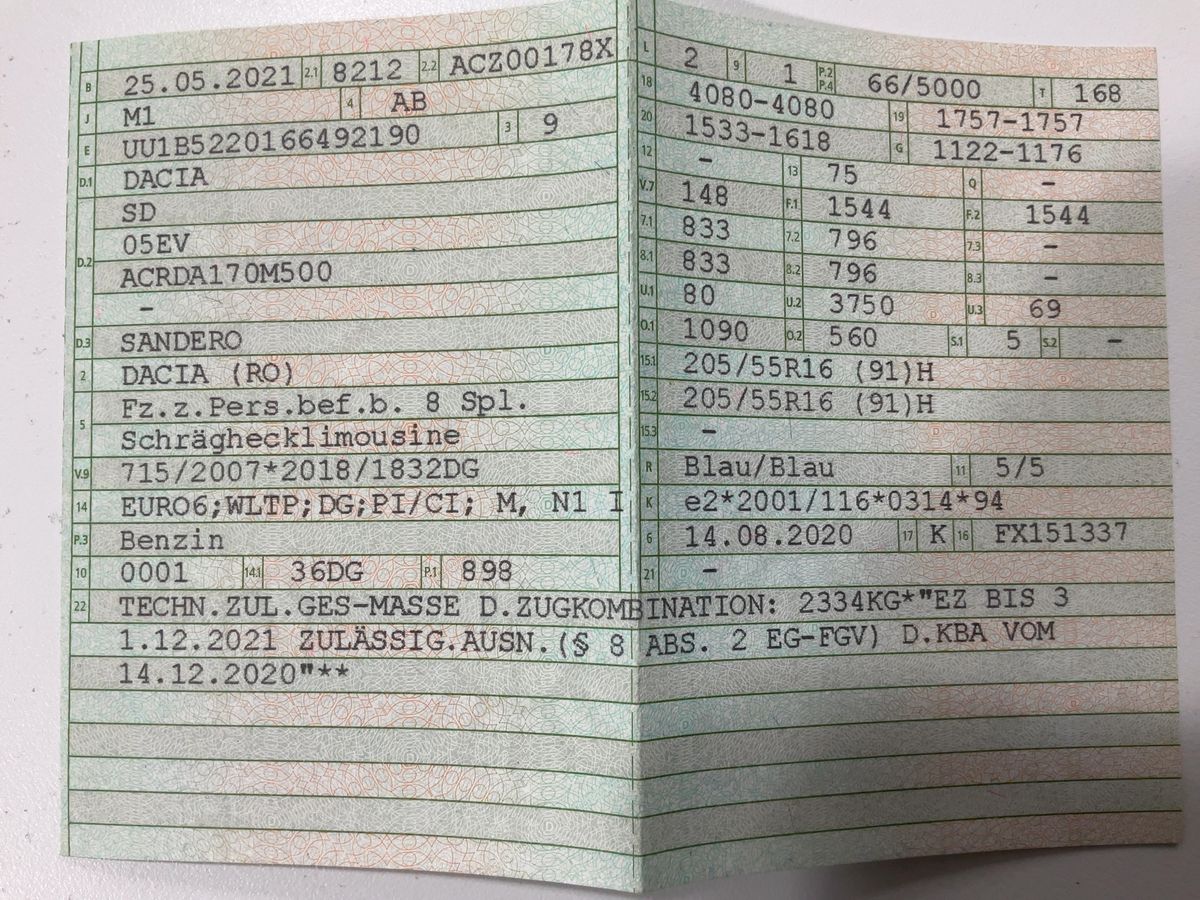 B 25.05.2021 2.1 8212 2.2 ACZ00178X
J M1 4 AB
E UU1B5220166492190 3 9
D.1 DACIA
D.2 SD
05EV
ACRDA170M500
-
D.3 SANDERO
2 DACIA (RO)
5 Fz.z.Pers.bef.b. 8 Spl.
Schräghecklimousine
V.9 715/2007*2018/1832DG
14 EURO6;WLTP;DG;PI/CI; M, N1 I
P.3 Benzin
10 0001 14.1 36DG P.1 898
L 2 9 1 P.2 P.4 66/5000 T 168
18 4080-4080 19 1757-1757
20 1533-1618 G 1122-1176
12 - 13 75 Q -
V.7 148 F.1 1544 F.2 1544
7.1 833 7.2 796 7.3 -
8.1 833 8.2 796 8.3 -
U.1 80 U.2 3750 U.3 69
O.1 1090 O.2 560 S.1 5 S.2 -
15.1 205/55R16 (91)H
15.2 205/55R16 (91)H
15.3 -
R Blau/Blau 11 5/5
K e2*2001/116*0314*94
6 14.08.2020 17 K 16 FX151337
21 -
22 TECHN.ZUL.GES-MASSE D.ZUGKOMBINATION: 2334KG*"EZ BIS 3
1.12.2021 ZULÄSSIG.AUSN.(§ 8 ABS. 2 EG-FGV) D.KBA VOM
14.12.2020"**